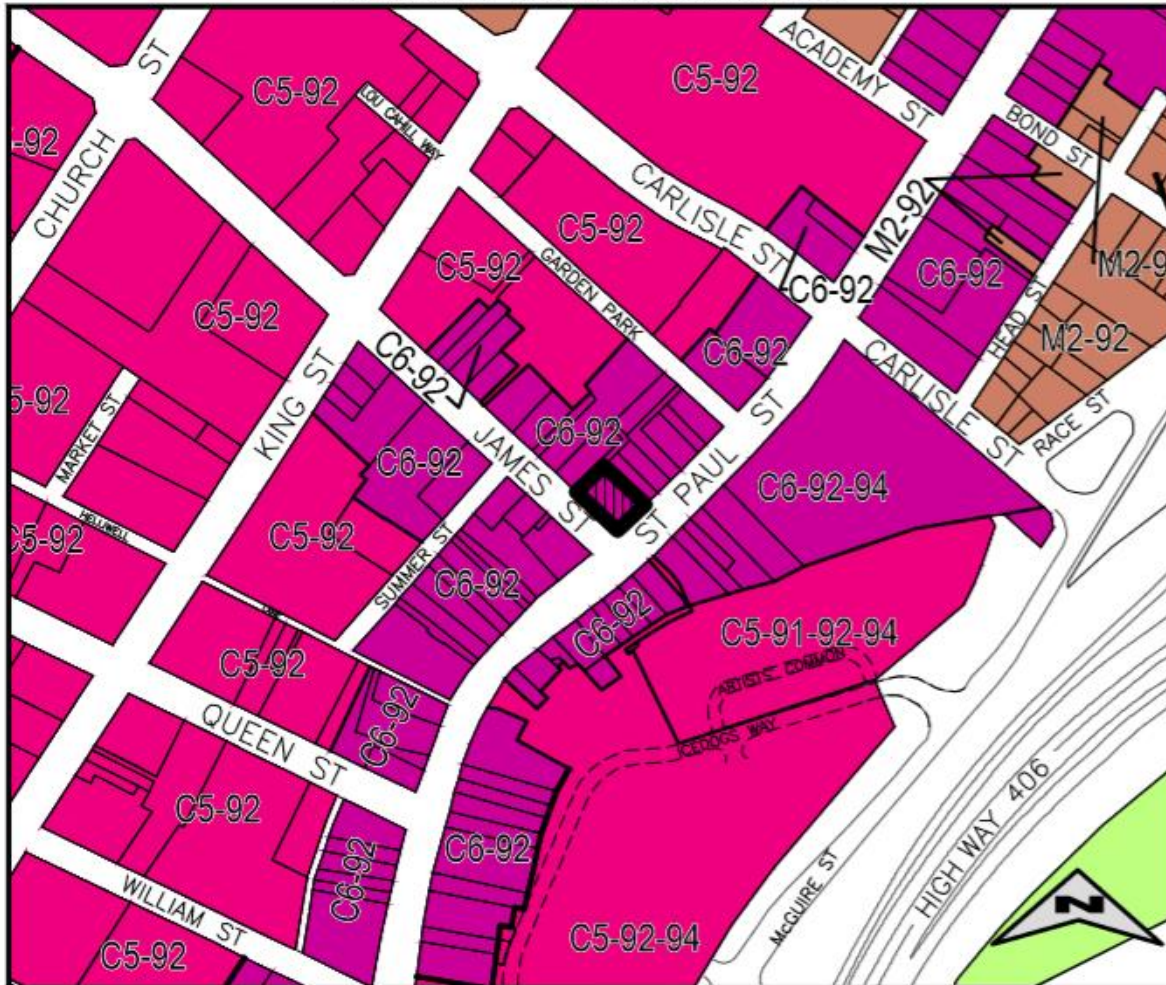 ACADEMY ST
C5-92
C5-92
ST
LOU CAHILL WAY
BOND ST
-92
CHURCH
CARLISLE ST
M2-92
C5-92
GARDEN PARK
C5-92
C6-92
M2-9
C6-92
C5-92
HEAD ST
M2-92
C6-92
C6-92
CARLISLE ST
KING ST
5-92
MARKET ST
RACE ST
C6-92
JAMES ST
C6-92
ST PAUL ST
C6-92-94
HELLIWELL
C5-92
C5-92
SUMMER ST
C6-92
C6-92
C5-91-92-94
C5-92
ARTISTS COMMON
QUEEN ST
C6-92
CEDOGS WAY
C5-92
C6-92
C6-92
HIGH WAY 406
WILLIAM ST
McGUIRE ST
C5-92-94
C5-92
N